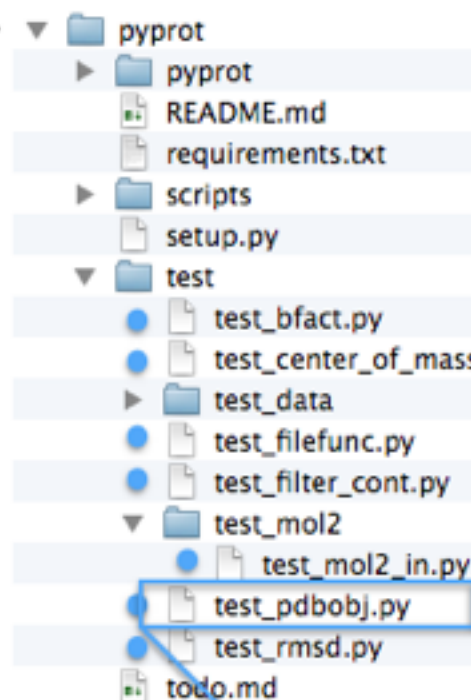 pyprot
pyprot
README.md
requirements.txt
scripts
setup.py
test
test_bfact.py
test_center_of_mass
test_data
test_filefunc.py
test_filter_cont.py
test_mol2
test_mol2_in.py
test_pdbobj.py
test_rmsd.py
todo.md